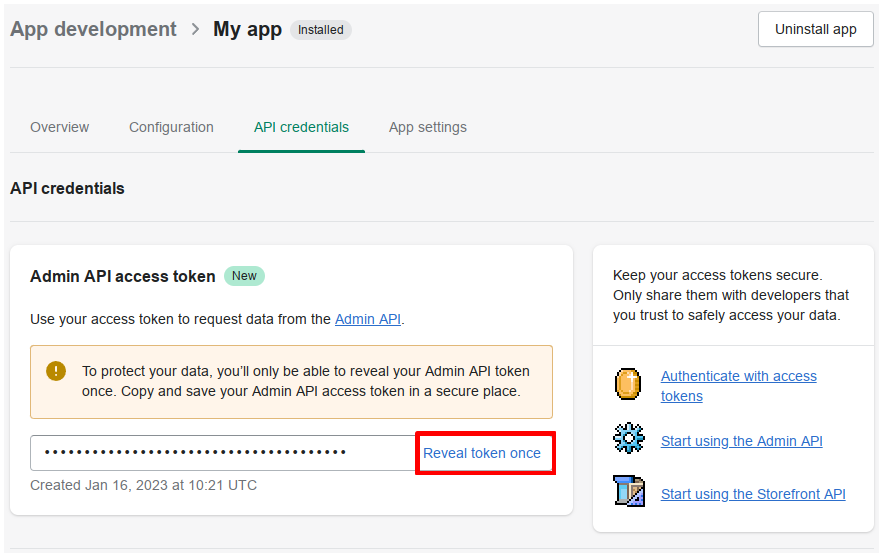 App development > My app Installed
Uninstall app
Overview Configuration API credentials App settings
API credentials
Admin API access token New
Use your access token to request data from the Admin API.
To protect your data, you’ll only be able to reveal your Admin API token
once. Copy and save your Admin API access token in a secure place.
••••••••••••••••••••••••••••••••••••••
Reveal token once
Created Jan 16, 2023 at 10:21 UTC
Keep your access tokens secure.
Only share them with developers that
you trust to safely access your data.
Authenticate with access
tokens
Start using the Admin API
Start using the Storefront API